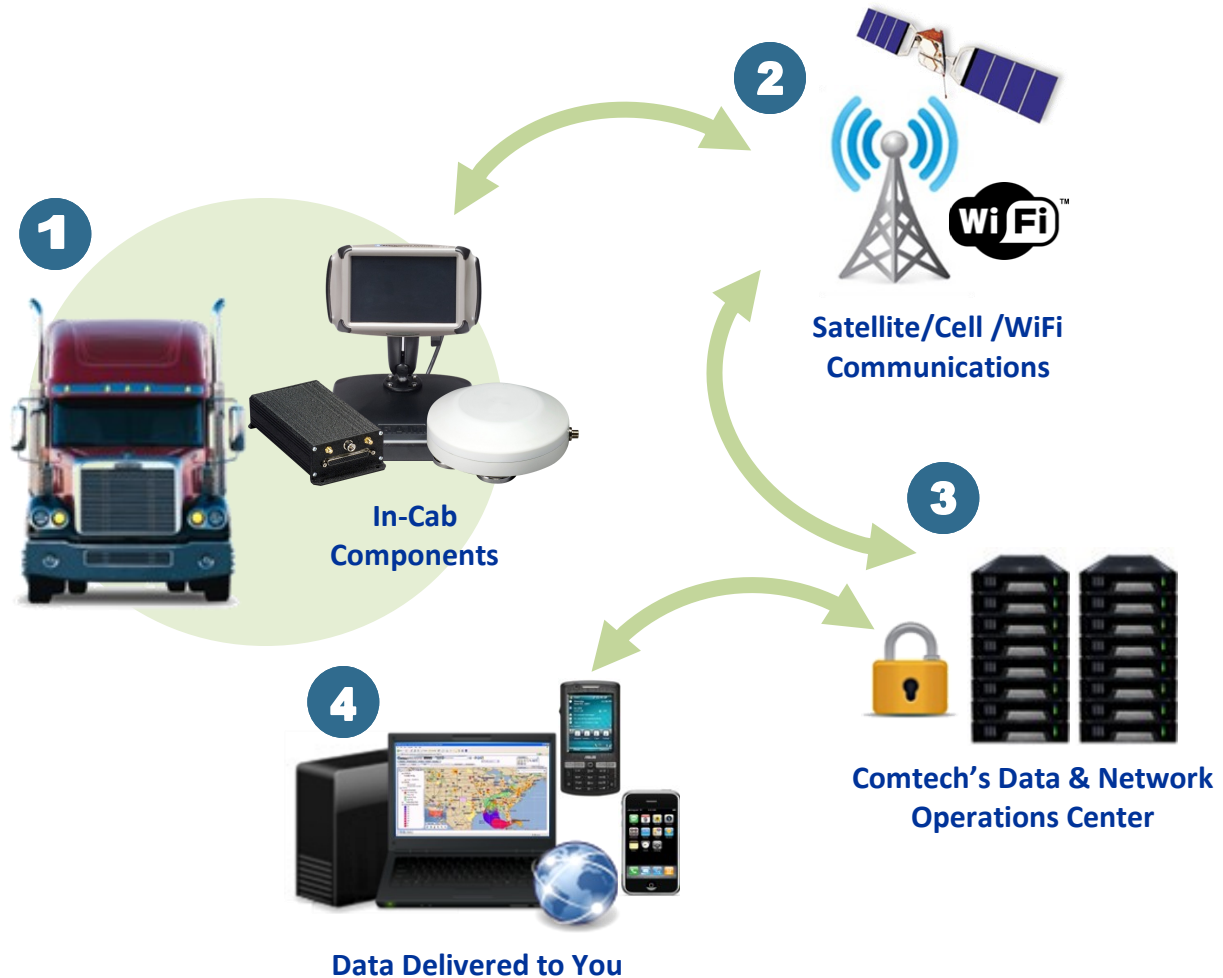 1
In-Cab
Components
2
WiFi™
Satellite/Cell /WiFi
Communications
3
Comtech's Data & Network
Operations Center
4
Data Delivered to You